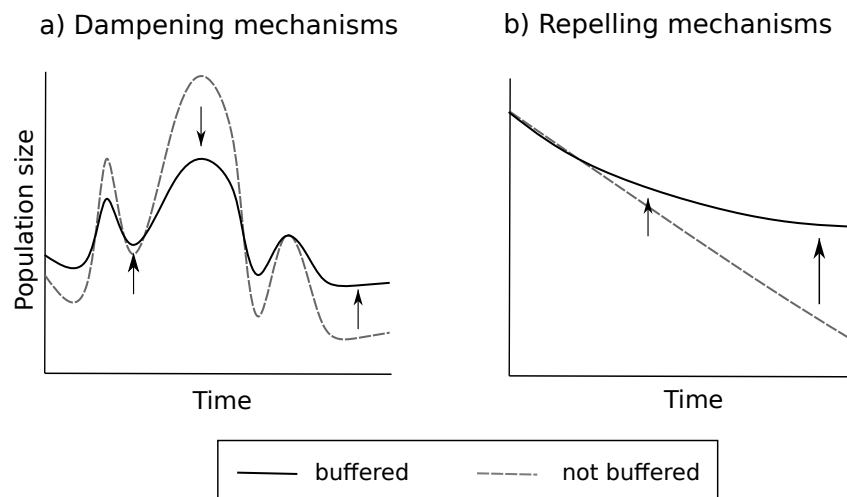 a) Dampening mechanisms
b) Repelling mechanisms
Population size
Time
Time
buffered
not buffered